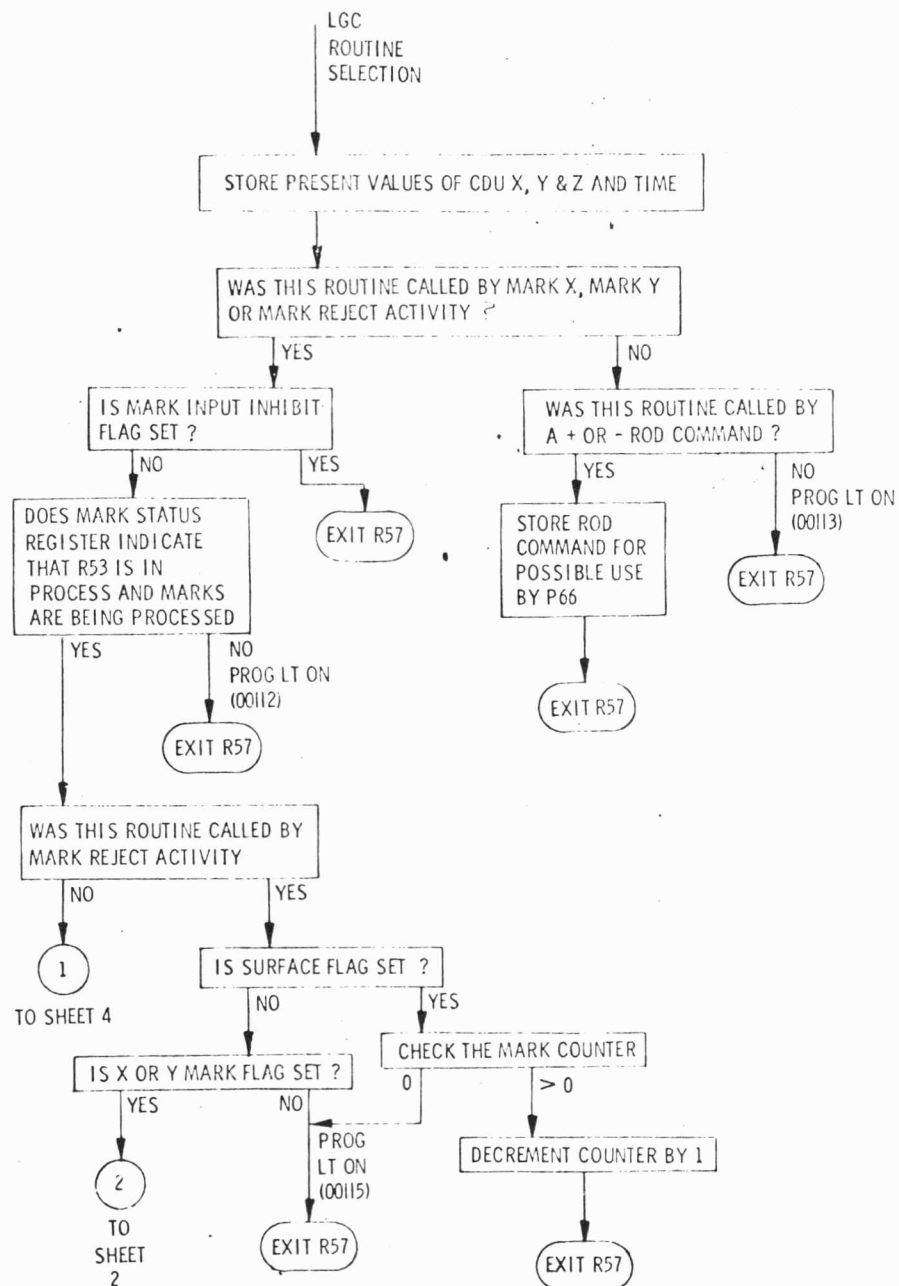 LGC
ROUTINE
SELECTION
STORE PRESENT VALUES OF CDU X, Y & Z AND TIME
WAS THIS ROUTINE CALLED BY MARK X, MARK Y
OR MARK REJECT ACTIVITY ?
YES
NO
IS MARK INPUT INHIBIT
FLAG SET ?
WAS THIS ROUTINE CALLED BY
A + OR - ROD COMMAND ?
NO
YES
YES
NO
PROG LT ON
(00113)
EXIT R57
DOES MARK STATUS
REGISTER INDICATE
THAT R53 IS IN
PROCESS AND MARKS
ARE BEING PROCESSED
STORE ROD
COMMAND FOR
POSSIBLE USE
BY P66
EXIT R57
YES
NO
PROG LT ON
(00112)
EXIT R57
EXIT R57
WAS THIS ROUTINE CALLED BY
MARK REJECT ACTIVITY
NO
YES
1
TO SHEET 4
IS SURFACE FLAG SET ?
NO
YES
IS X OR Y MARK FLAG SET ?
CHECK THE MARK COUNTER
YES
NO
0
> 0
PROG
LT ON
(00115)
DECREMENT COUNTER BY 1
2
TO
SHEET
2
EXIT R57
EXIT R57